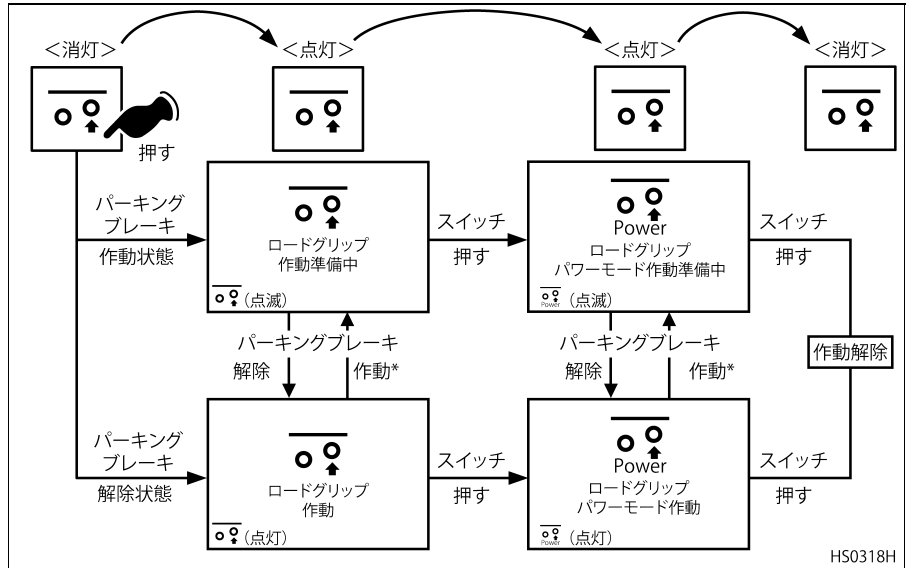 <消灯>
<点灯>
<点灯>
<消灯>
押す
パーキング
ブレーキ
作動状態
ロードグリップ
作動準備中
(点滅)
スイッチ
押す
Power
ロードグリップ
パワーモード作動準備中
Power
(点滅)
スイッチ
押す
パーキングブレーキ
解除
作動*
パーキングブレーキ
解除
作動*
作動解除
パーキング
ブレーキ
解除状態
ロードグリップ
作動
(点灯)
スイッチ
押す
Power
ロードグリップ
パワーモード作動
Power
(点灯)
スイッチ
押す
HS0318H